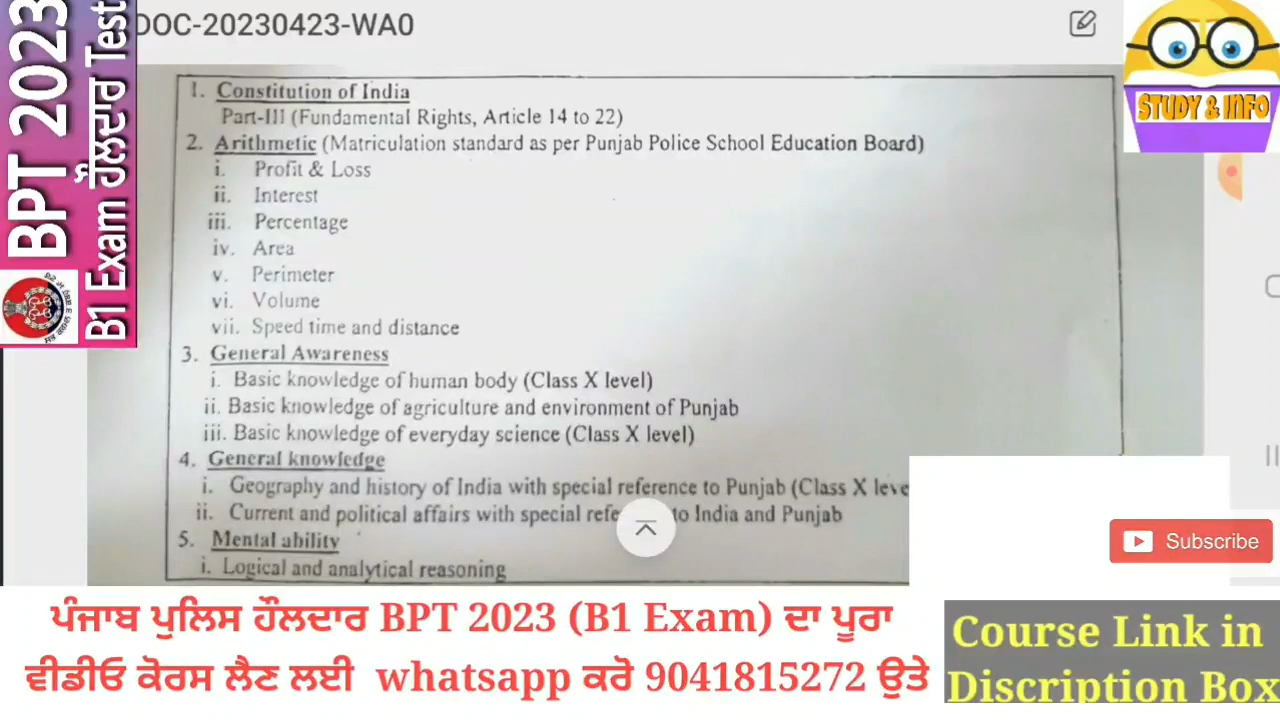 DOC-20230423-WA0
BPT 2023
B1 Exam ਹੌਲਦਾਰ Test
STUDY & INFO
1. Constitution of India
Part-III (Fundamental Rights, Article 14 to 22)
2. Arithmetic (Matriculation standard as per Punjab Police School Education Board)
i. Profit & Loss
ii. Interest
iii. Percentage
iv. Area
v. Perimeter
vi. Volume
vii. Speed time and distance
3. General Awareness
i. Basic knowledge of human body (Class X level)
ii. Basic knowledge of agriculture and environment of Punjab
iii. Basic knowledge of everyday science (Class X level)
4. General knowledge
i. Geography and history of India with special reference to Punjab (Class X leve
ii. Current and political affairs with special refe to India and Punjab
5. Mental ability
i. Logical and analytical reasoning
Subscribe
ਪੰਜਾਬ ਪੁਲਿਸ ਹੌਲਦਾਰ BPT 2023 (B1 Exam) ਦਾ ਪੂਰਾ
ਵੀਡੀਓ ਕੋਰਸ ਲੈਣ ਲਈ whatsapp ਕਰੋ 9041815272 ਉਤੇ
Course Link in
Discription Box